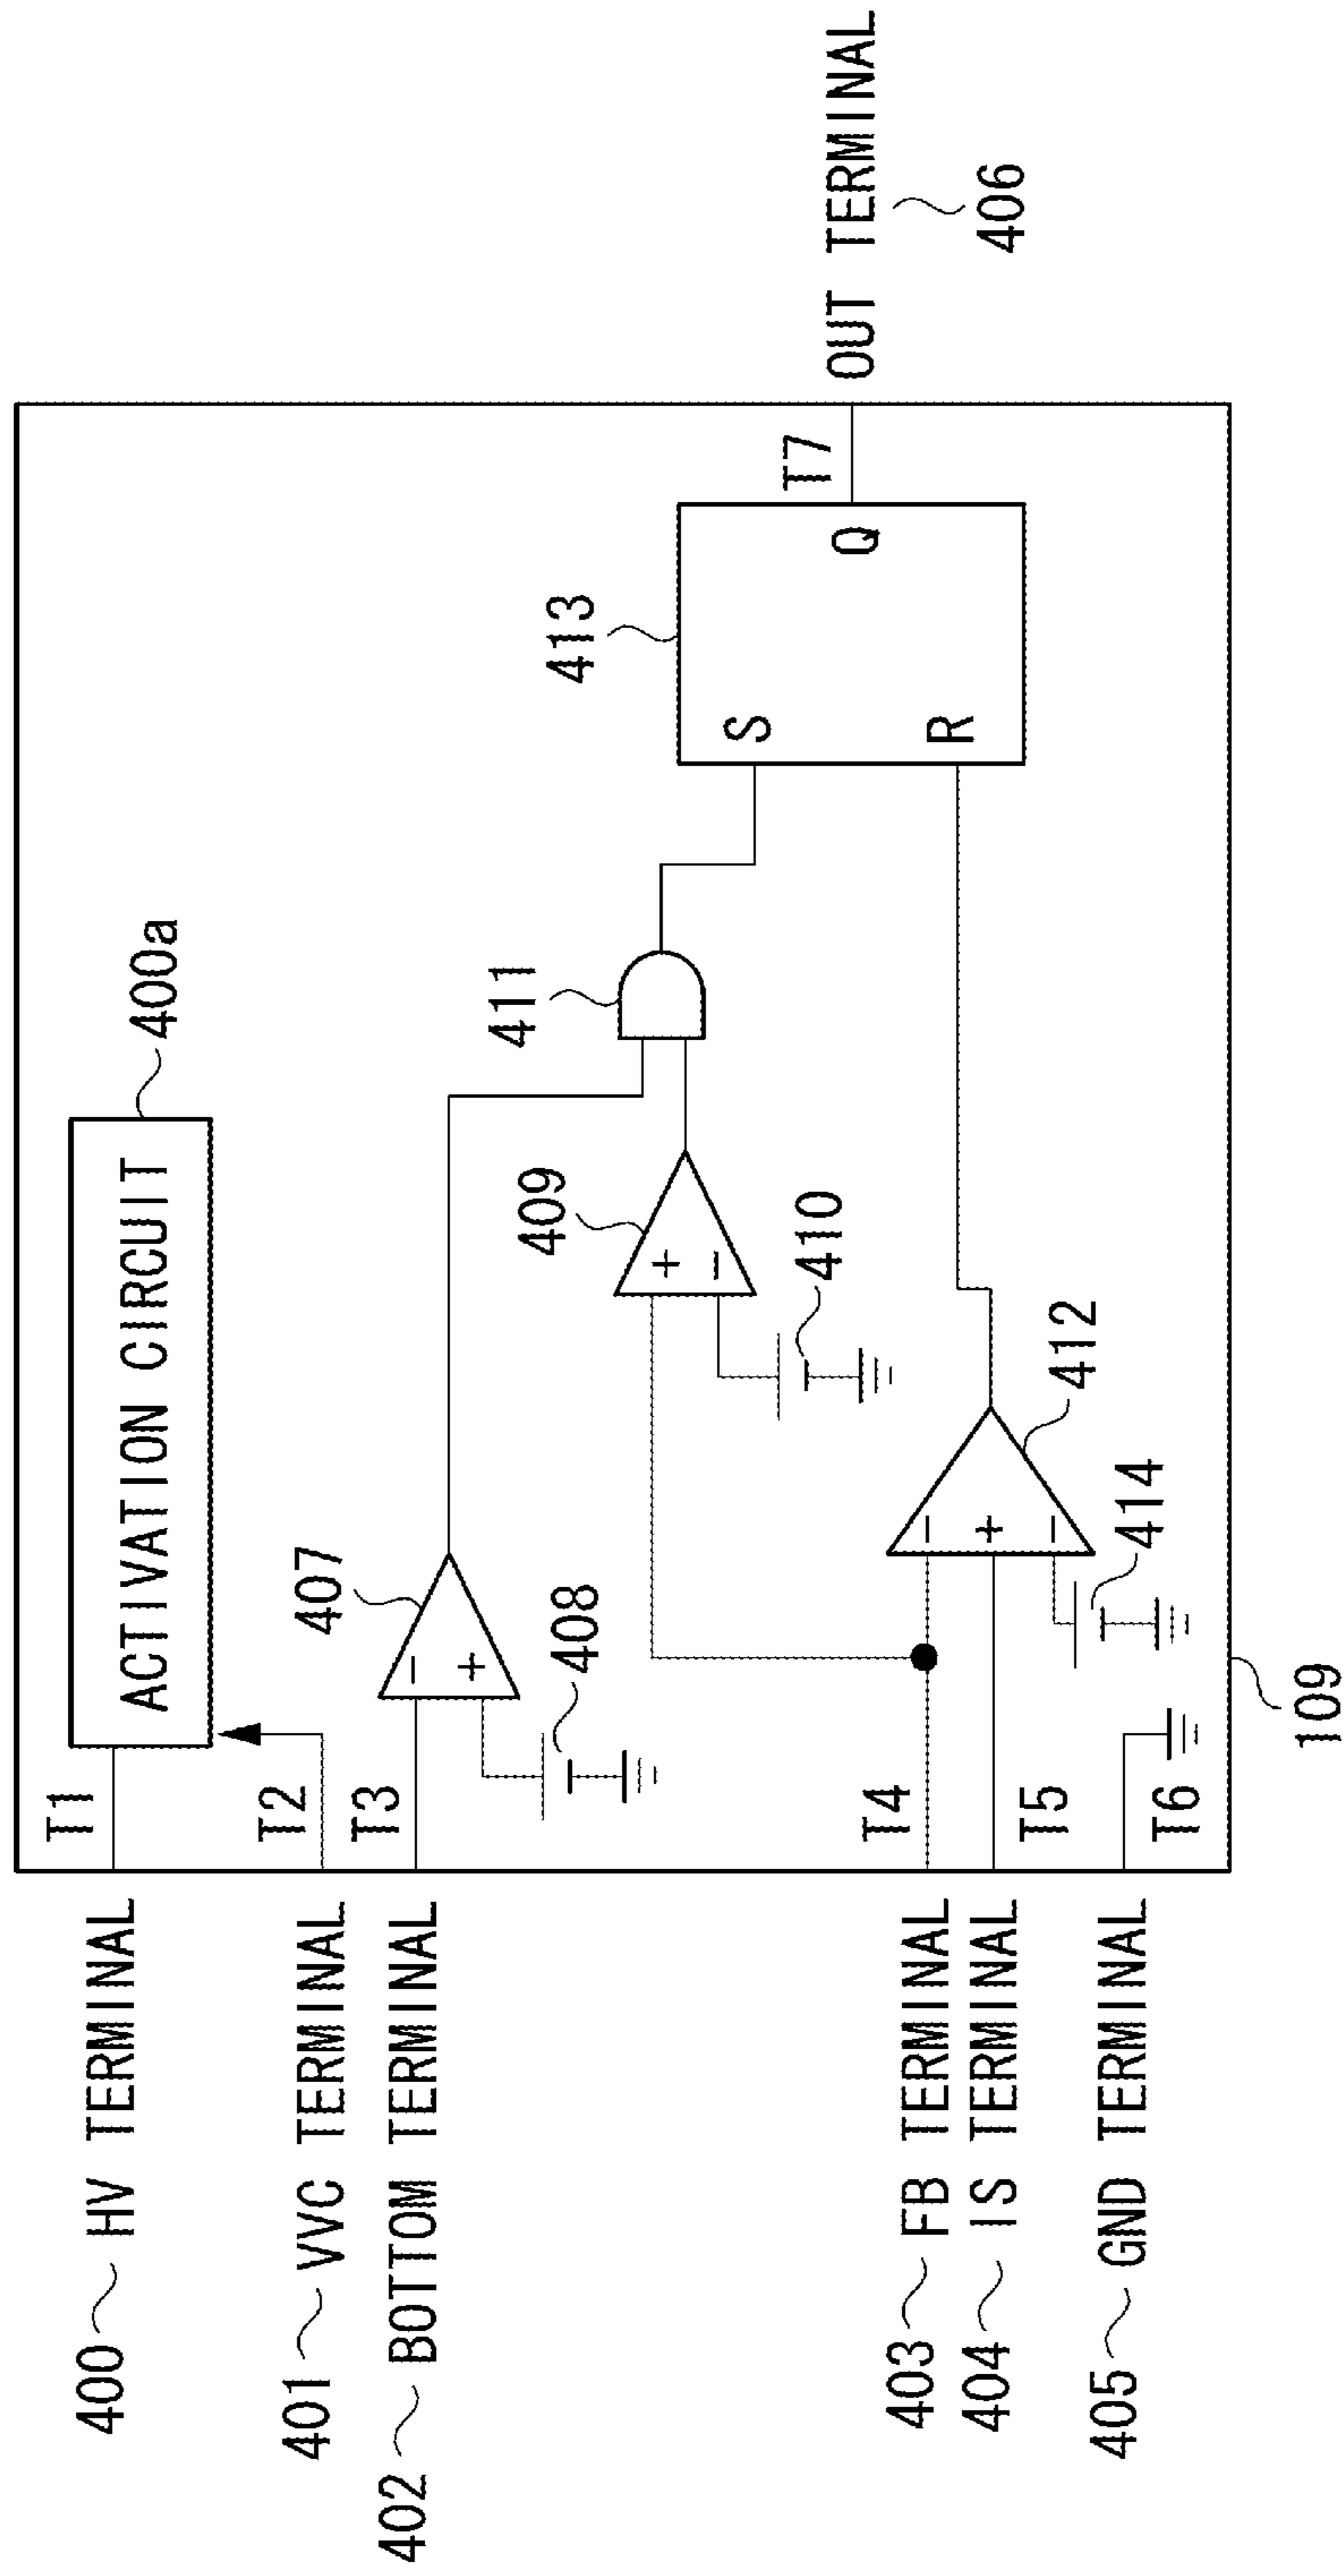 400 HV TERMINAL
T1
ACTIVATION CIRCUIT
400a
401 VVC TERMINAL
T2
402 BOTTOM TERMINAL
T3
407
−
+
408
409
+
−
410
411
413
S
R
Q
T7
OUT TERMINAL
406
403 FB TERMINAL
T4
404 IS TERMINAL
T5
−
+
−
412
414
405 GND TERMINAL
T6
109